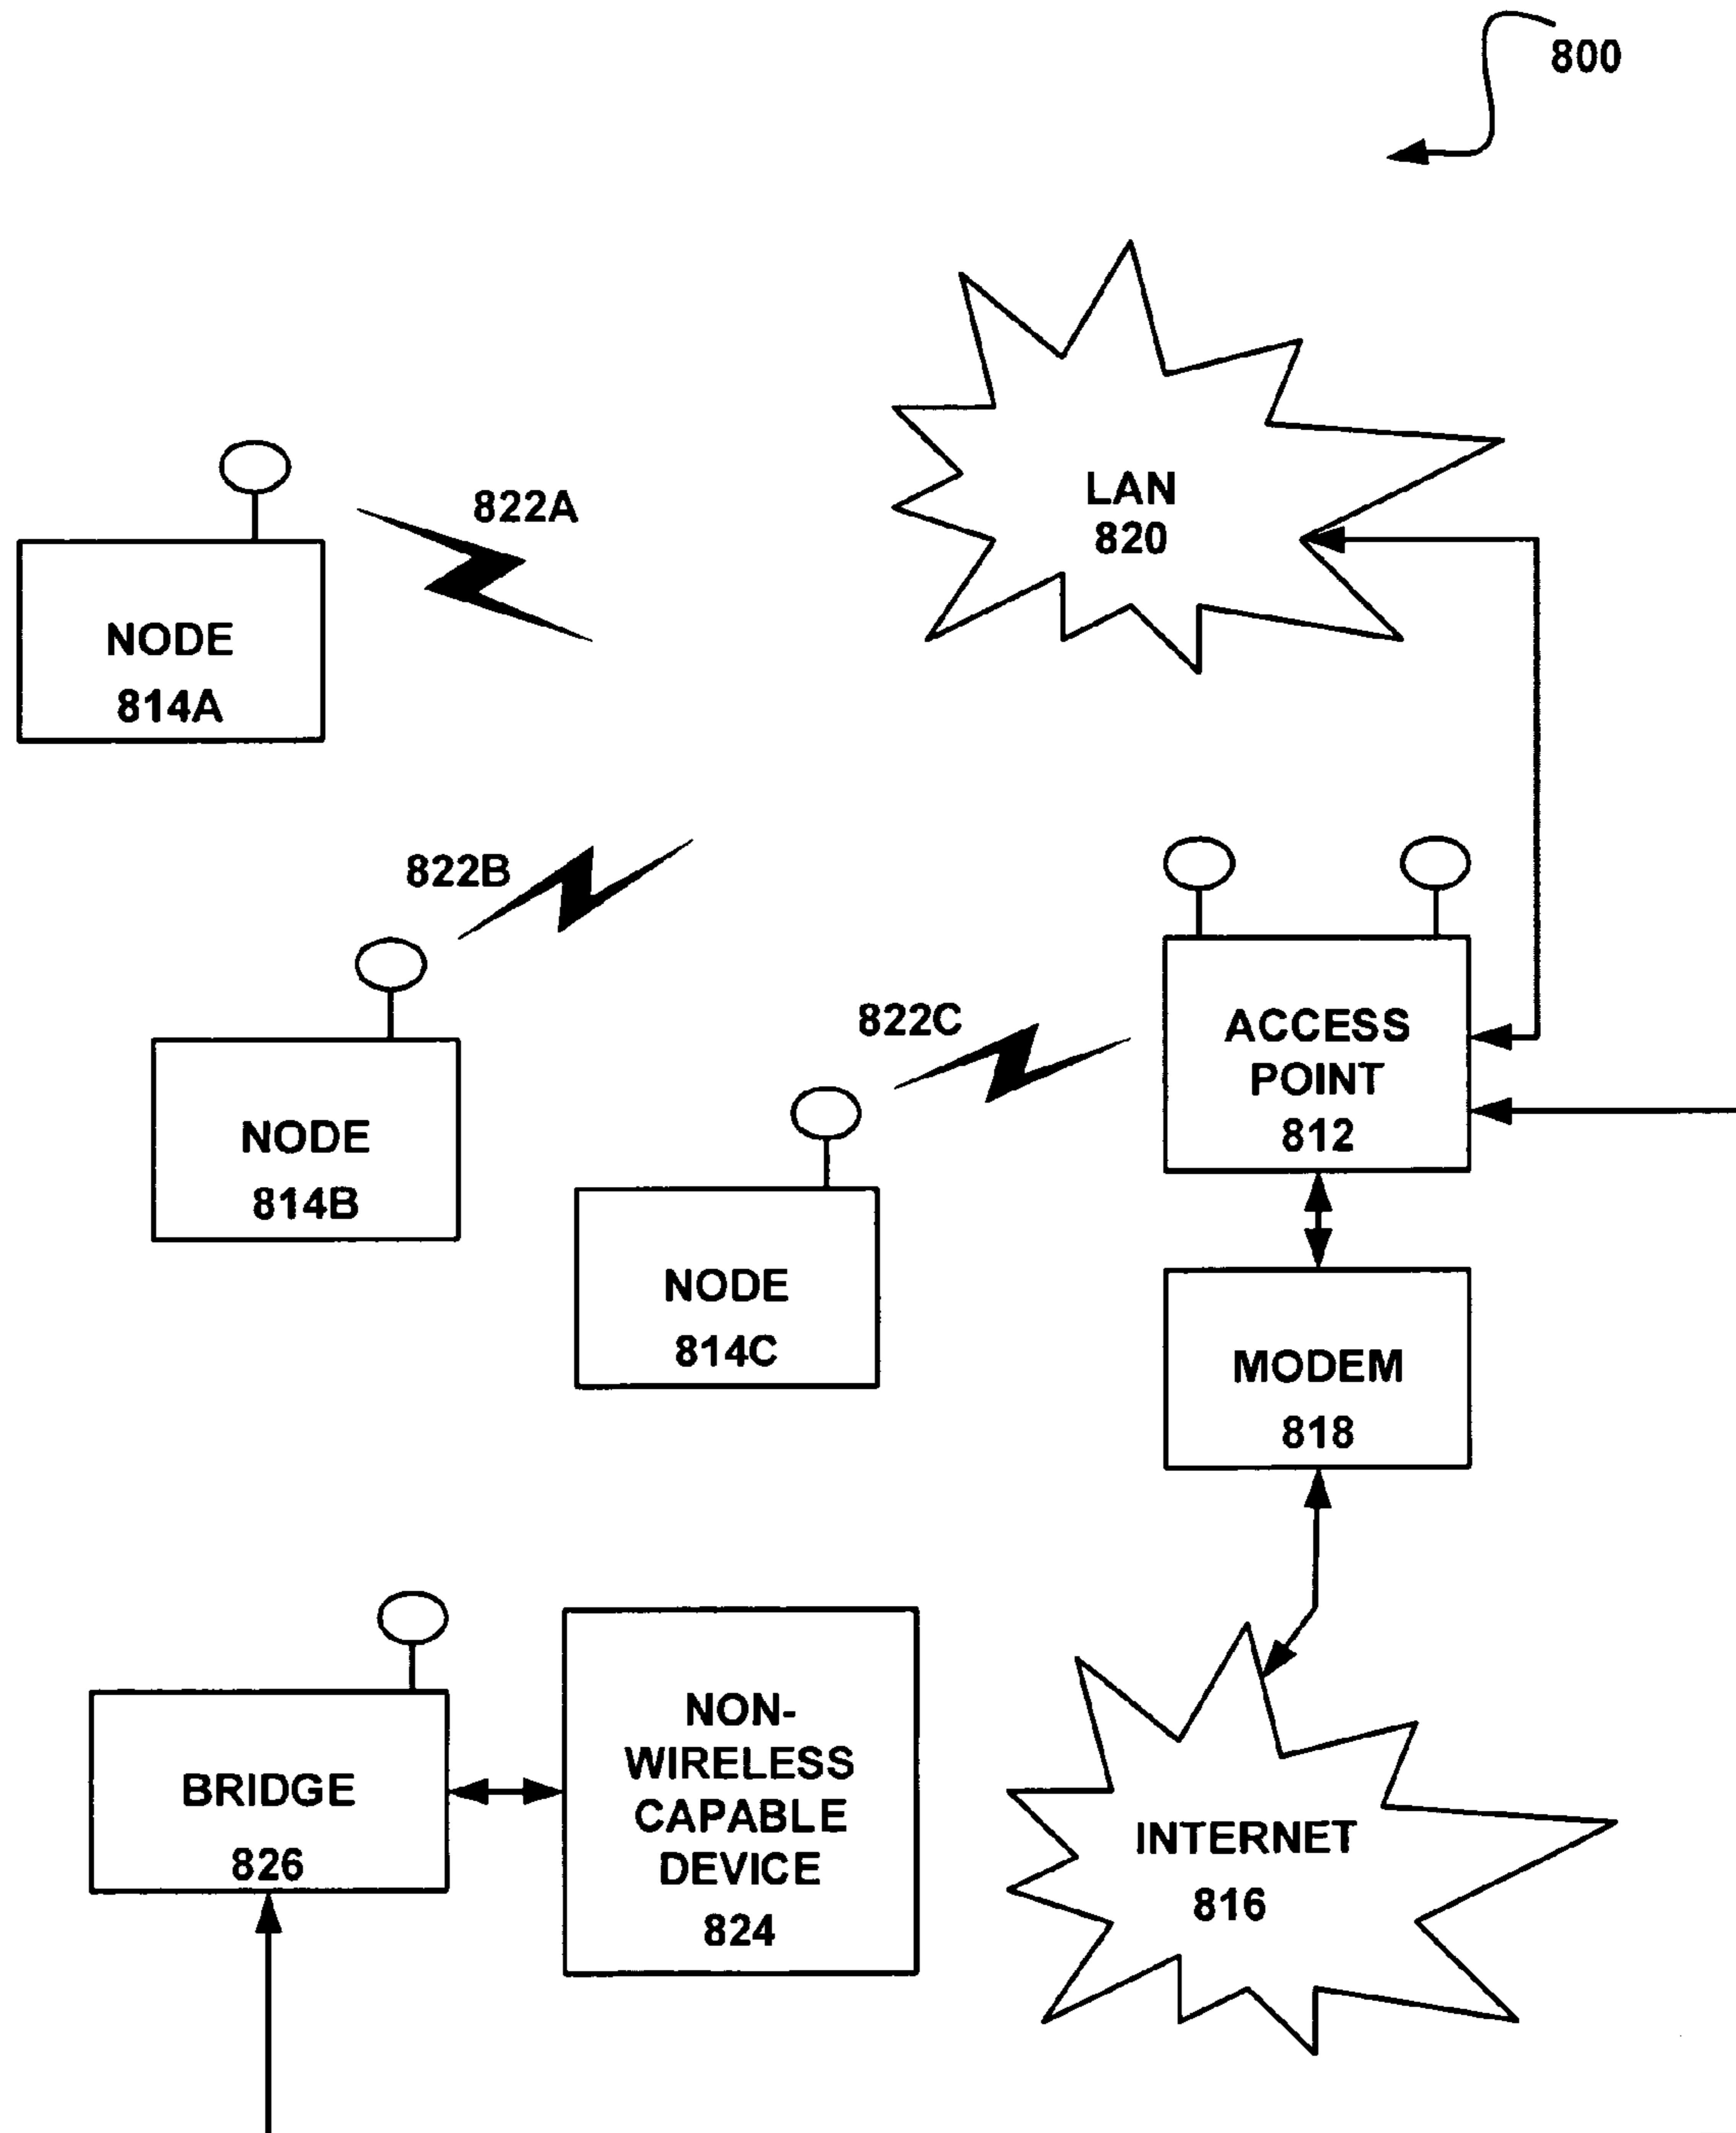 800
LAN
820
822A
NODE
814A
822B
822C
ACCESS
POINT
812
NODE
814B
NODE
814C
MODEM
818
NON-
WIRELESS
CAPABLE
DEVICE
824
BRIDGE
826
INTERNET
816